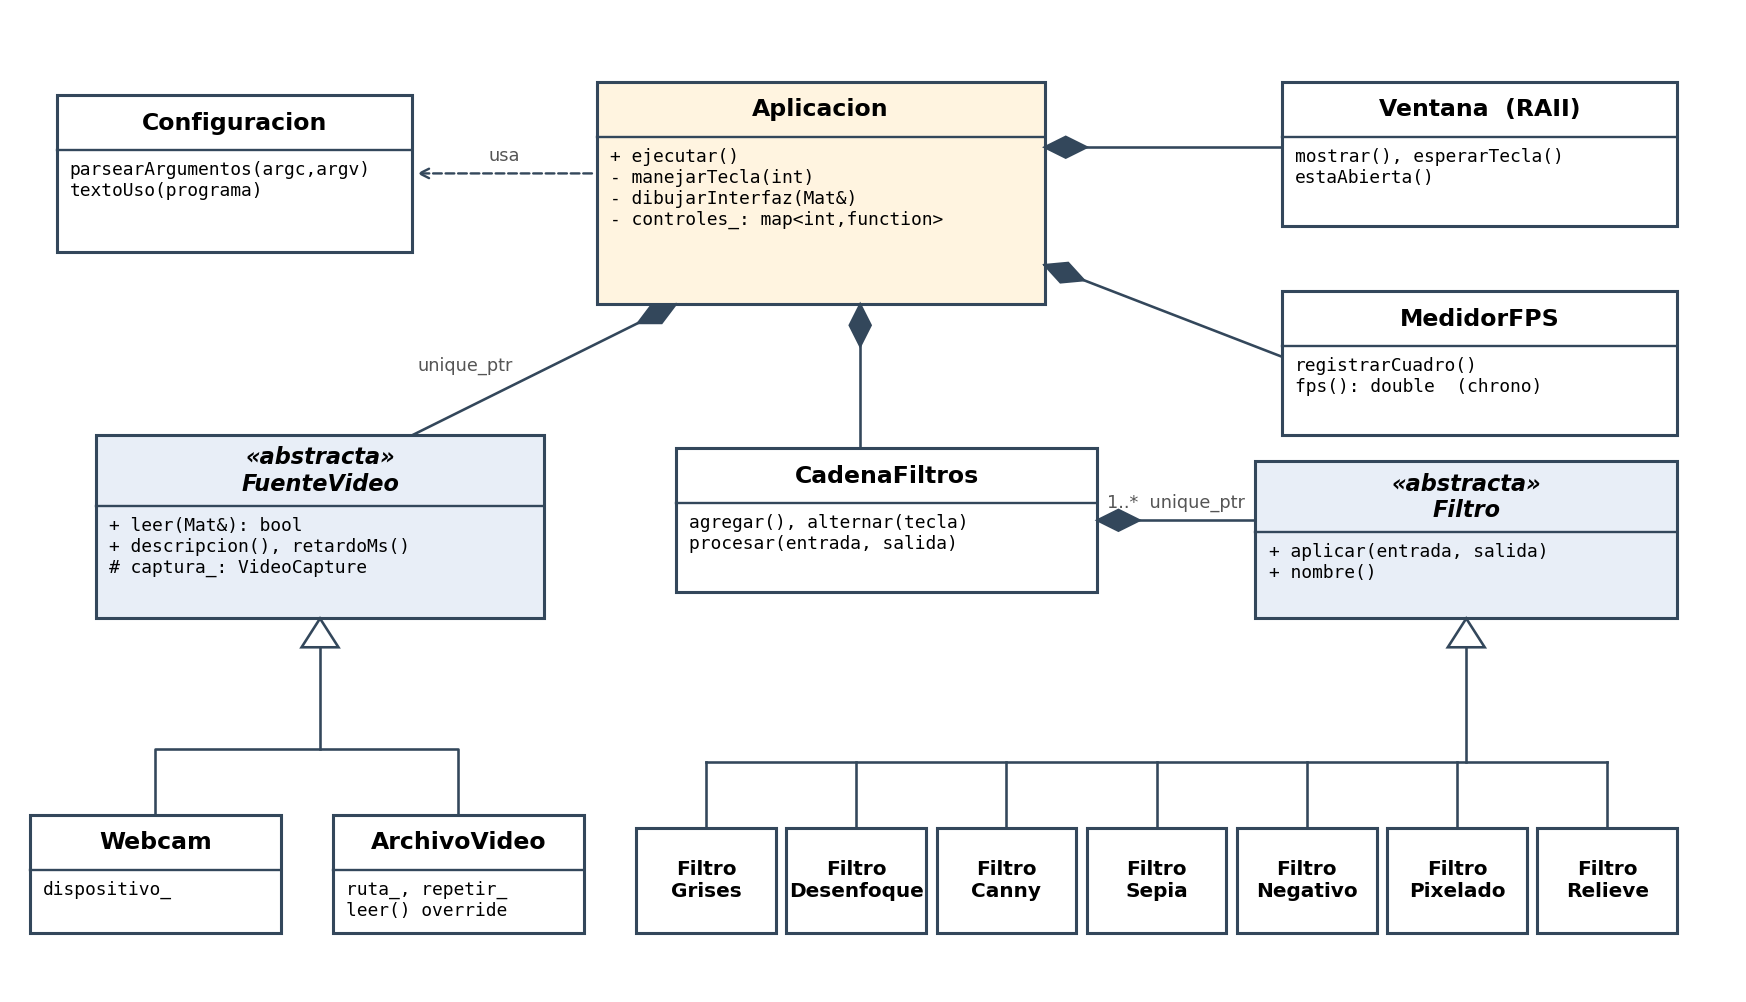 Configuracion
parsearArgumentos(argc,argv)
textoUso(programa)
usa
Aplicacion
+ ejecutar()
- manejarTecla(int)
- dibujarInterfaz(Mat&)
- controles_: map<int,function>
Ventana  (RAII)
mostrar(), esperarTecla()
estaAbierta()
MedidorFPS
registrarCuadro()
fps(): double  (chrono)
unique_ptr
«abstracta»
FuenteVideo
+ leer(Mat&): bool
+ descripcion(), retardoMs()
# captura_: VideoCapture
CadenaFiltros
agregar(), alternar(tecla)
procesar(entrada, salida)
1..*  unique_ptr
«abstracta»
Filtro
+ aplicar(entrada, salida)
+ nombre()
Webcam
dispositivo_
ArchivoVideo
ruta_, repetir_
leer() override
Filtro
Grises
Filtro
Desenfoque
Filtro
Canny
Filtro
Sepia
Filtro
Negativo
Filtro
Pixelado
Filtro
Relieve